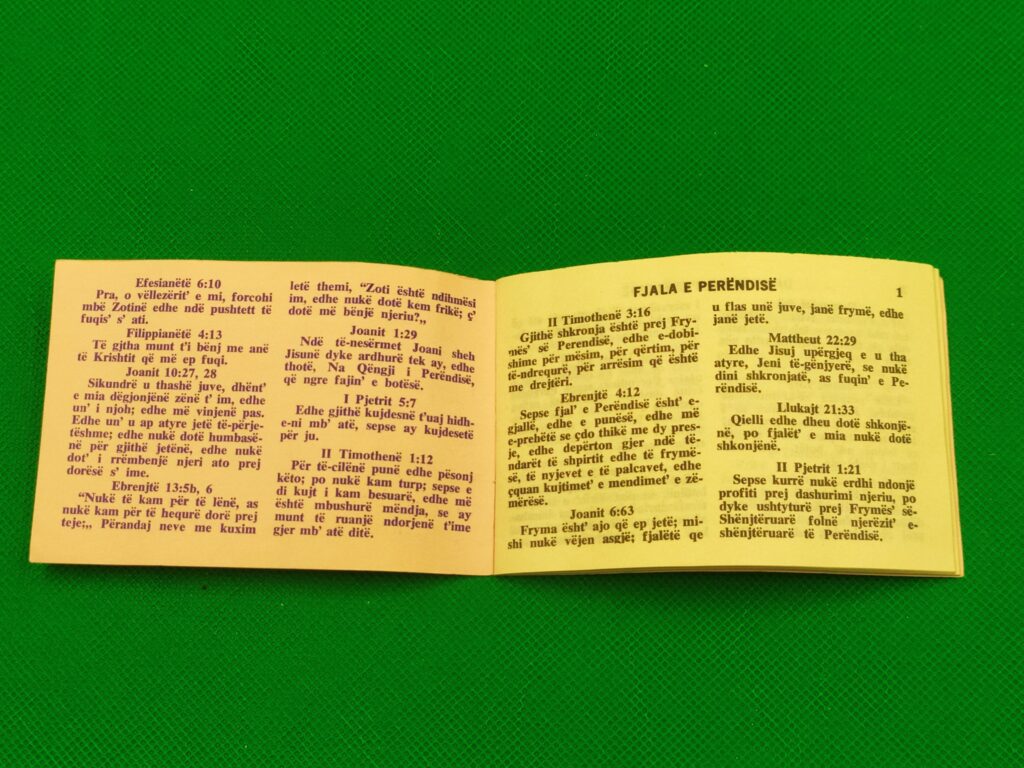 Efesianëtë 6:10
Pra, o vëllezërit' e mi, forcohi
mbë Zotinë edhe ndë pushtett të
fuqis' s' ati.
Filippianëtë 4:13
Të gjtha munt t'i bënj me anë
të Krishtit që më ep fuqi.
Joanit 10:27, 28
Sikundrë u thashë juve, dhënt'
e mia dëgjonjënë zënë t' im, edhe
un' i njoh; edhe më vinjenë pas.
Edhe un' u ap atyre jetë të-përje-
tëshme; edhe nukë dotë humbasë-
në për gjithë jetënë, edhe nukë
dot' i rrëmbenjë njeri ato prej
dorësë s' ime.
Ebrenjtë 13:5b, 6
"Nukë të kam për të lënë, as
nukë kam për të hequrë dorë prej
teje;,, Përandaj neve me kuxim
letë themi, "Zoti është ndihmësi
im, edhe nukë dotë kem frikë; ç'
dotë më bënjë njeriu?,,
Joanit 1:29
Ndë të-nesërmet Joani sheh
Jisunë dyke ardhurë tek ay, edhe
thotë, Na Qëngji i Perëndisë,
që ngre fajin' e botësë.
I Pjetrit 5:7
Edhe gjithë kujdesnë t'uaj hidh-
e-ni mb' atë, sepse ay kujdesetë
për ju.
II Timothenë 1:12
Për të-cilënë punë edhe pësonj
këto; po nukë kam turp; sepse e
di kujt i kam besuarë, edhe më
është mbushurë mëndja, se ay
munt të ruanjë ndorjenë t'ime
gjer mb' atë ditë.
FJALA E PERËNDISË 1
II Timothenë 3:16
Gjithë shkronja është prej Fry-
mës' së Perendisë, edhe e-dobi-
shime për mësim, për qërtim, për
të-ndrequrë, për arrësim që është
me drejtëri.
Ebrenjtë 4:12
Sepse fjal' e Perëndisë ësht' e-
gjallë, edhe e punësë, edhe më
e-prehëtë se çdo thikë me dy pres-
je, edhe depërton gjer ndë të-
ndarët të shpirtit edhe të frymë-
së, të nyjevet e të palcavet, edhe
çquan kujtimet' e mendimet' e zë-
mërësë.
Joanit 6:63
Fryma ësht' ajo që ep jetë; mi-
shi nukë vëjen asgjë; fjalëtë qe
u flas unë juve, janë frymë, edhe
janë jetë.
Mattheut 22:29
Edhe Jisuj upërgjeq e u tha
atyre, Jeni të-gënjyerë, se nukë
dini shkronjatë, as fuqin' e Pe-
rëndisë.
Llukajt 21:33
Qielli edhe dheu dotë shkonjë-
në, po fjalët' e mia nukë dotë
shkonjënë.
II Pjetrit 1:21
Sepse kurrë nukë erdhi ndonjë
profiti prej dashurimi njeriu, po
dyke ushtyturë prej Frymës' së-
Shënjtëruarë folnë njerëzit' e-
shënjtëruarë të Perëndisë.